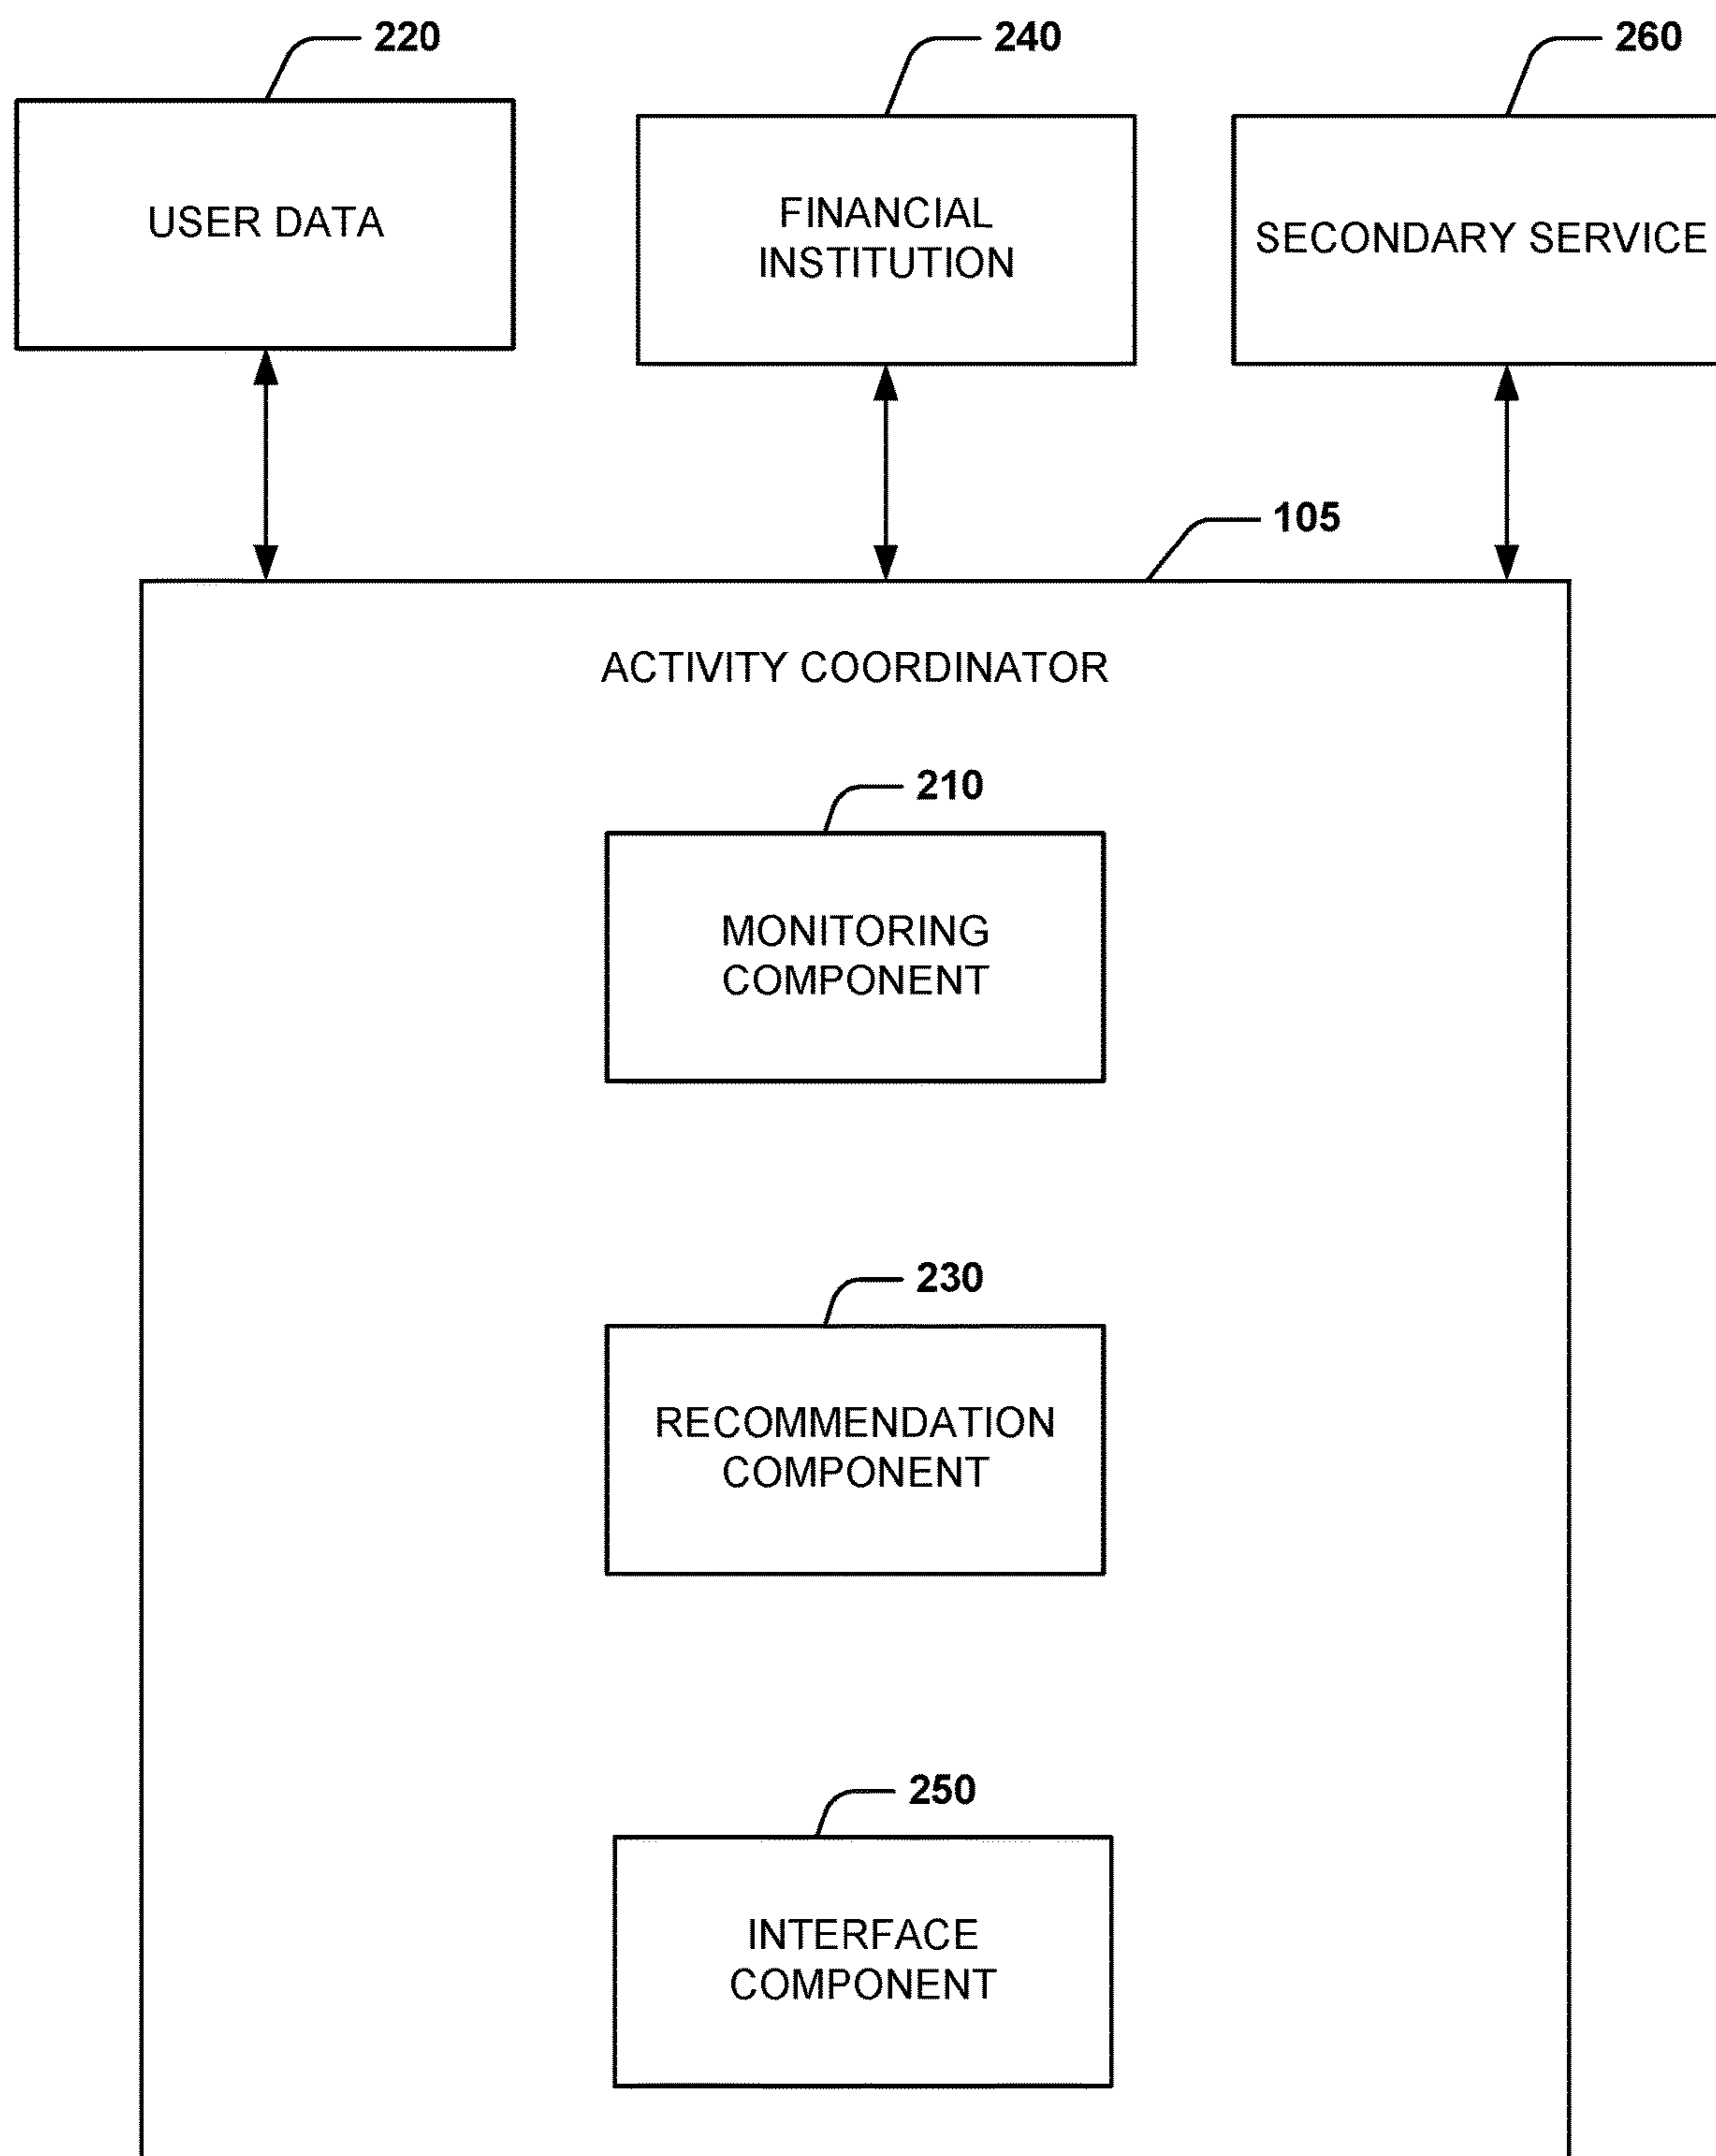 220
240
260
USER DATA
FINANCIAL
INSTITUTION
SECONDARY SERVICE
105
ACTIVITY COORDINATOR
210
MONITORING
COMPONENT
230
RECOMMENDATION
COMPONENT
250
INTERFACE
COMPONENT